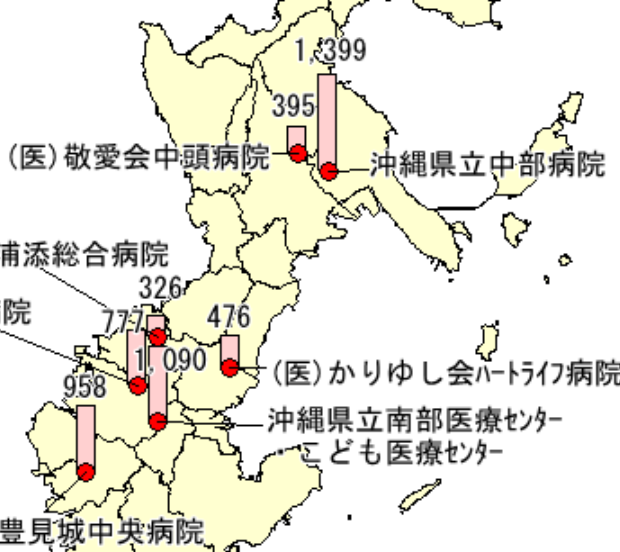 1,399
395
(医)敬愛会中頭病院
沖縄県立中部病院
浦添総合病院
326
病院
777
476
1,090
(医)かりゆし会ハートライフ病院
958
沖縄県立南部医療センター
こども医療センター
豊見城中央病院